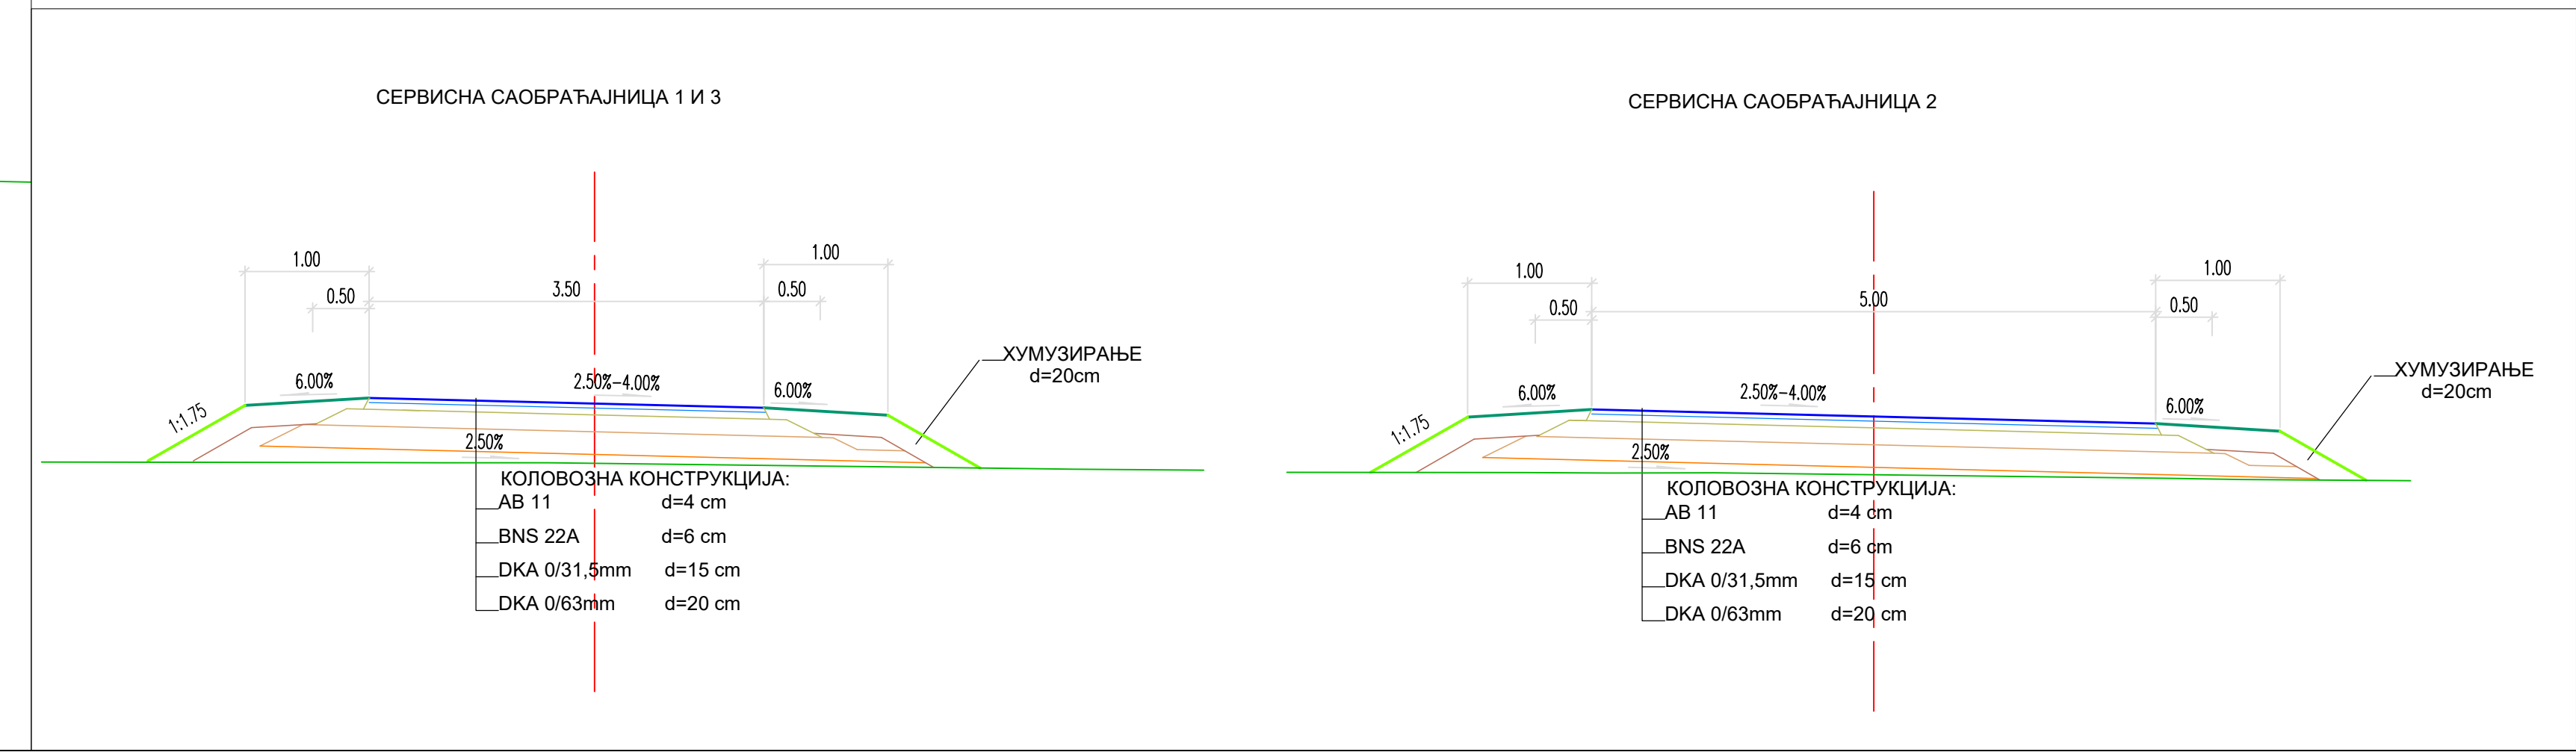 СЕРВИСНА САОБРАЋАЈНИЦА 1 И 3
1.00
1.00
0.50
3.50
0.50
ХУМУЗИРАЊЕ
d=20cm
6.00%
2.50%-4.00%
6.00%
1:1.75
2.50%
КОЛОВОЗНА КОНСТРУКЦИЈА:
AB 11 d=4 cm
BNS 22A d=6 cm
DKA 0/31,5mm d=15 cm
DKA 0/63mm d=20 cm
СЕРВИСНА САОБРАЋАЈНИЦА 2
1.00
1.00
0.50
5.00
0.50
ХУМУЗИРАЊЕ
d=20cm
6.00%
2.50%-4.00%
6.00%
1:1.75
2.50%
КОЛОВОЗНА КОНСТРУКЦИЈА:
AB 11 d=4 cm
BNS 22A d=6 cm
DKA 0/31,5mm d=15 cm
DKA 0/63mm d=20 cm